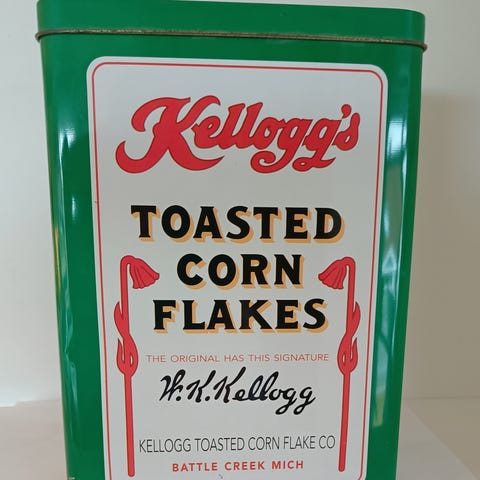 Kellogg's
TOASTED
CORN
FLAKES
THE ORIGINAL HAS THIS SIGNATURE
W.K.Kellogg
KELLOGG TOASTED CORN FLAKE CO
BATTLE CREEK MICH